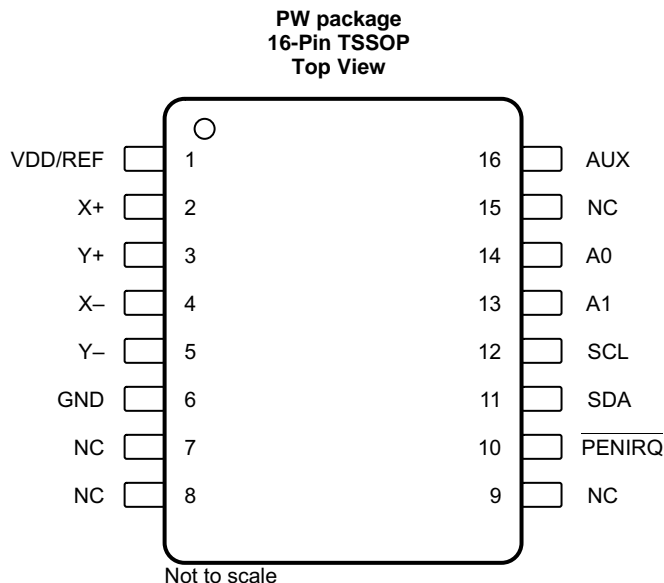 PW package
16-Pin TSSOP
Top View
VDD/REF 1 16 AUX
X+ 2 15 NC
Y+ 3 14 A0
X– 4 13 A1
Y– 5 12 SCL
GND 6 11 SDA
NC 7 10 PENIRQ
NC 8 9 NC
Not to scale